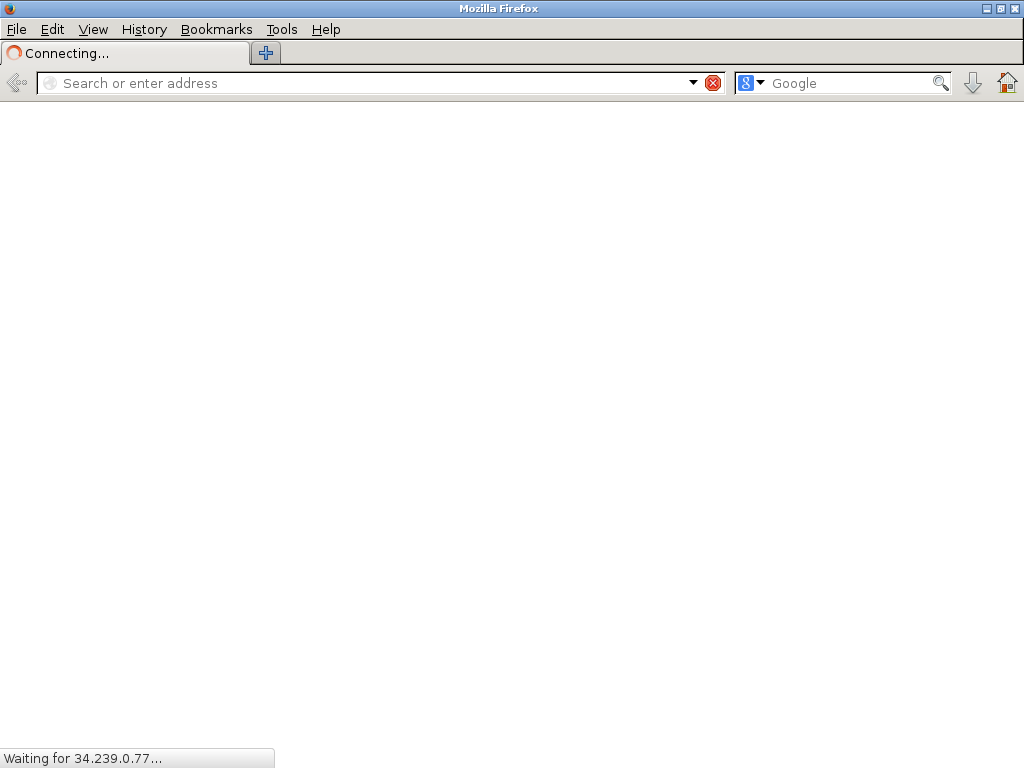 Mozilla Firefox
File Edit View History Bookmarks Tools Help
Connecting...
Search or enter address
8 Google
Waiting for 34.239.0.77...